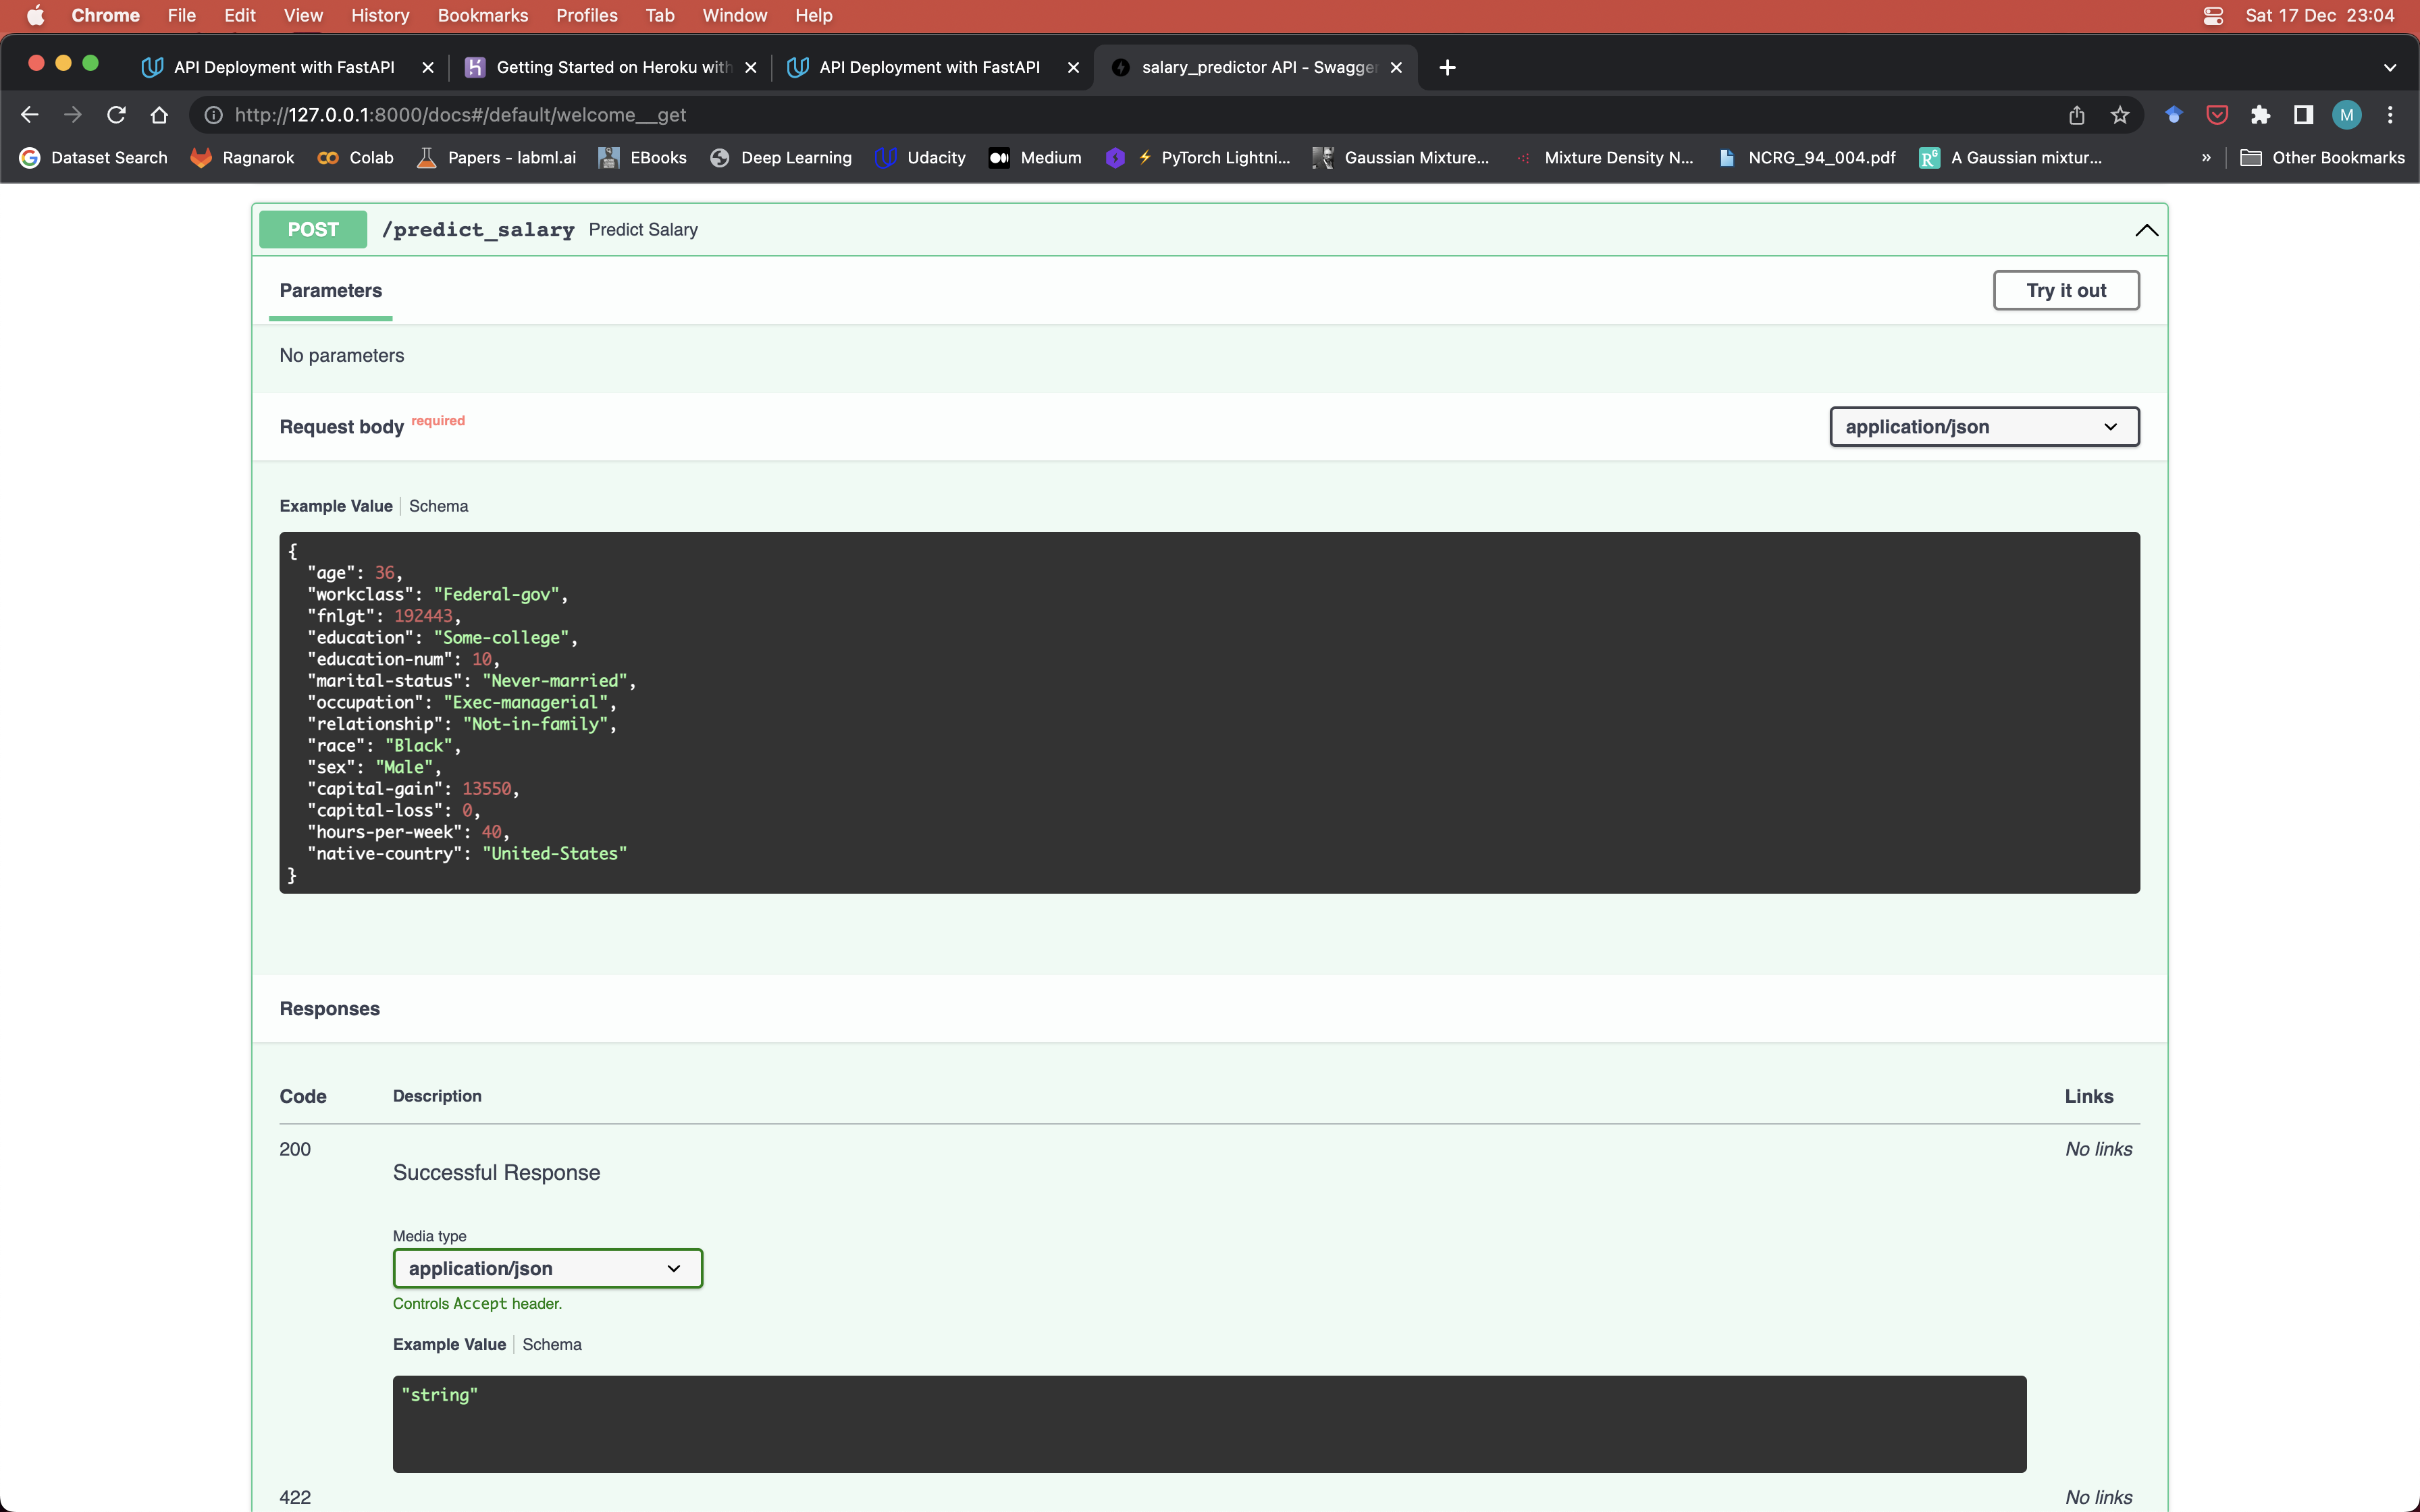 Chrome File Edit View History Bookmarks Profiles Tab Window Help Sat 17 Dec 23:04
API Deployment with FastAPI Getting Started on Heroku with API Deployment with FastAPI salary_predictor API - Swagger
http://127.0.0.1:8000/docs#/default/welcome__get M
Dataset Search Ragnarok Colab Papers - labml.ai EBooks Deep Learning Udacity Medium ⚡ PyTorch Lightni... Gaussian Mixture... Mixture Density N... NCRG_94_004.pdf A Gaussian mixtur... » Other Bookmarks
POST /predict_salary Predict Salary
Parameters Try it out
No parameters
Request body required application/json
Example Value Schema
{
"age": 36,
"workclass": "Federal-gov",
"fnlgt": 192443,
"education": "Some-college",
"education-num": 10,
"marital-status": "Never-married",
"occupation": "Exec-managerial",
"relationship": "Not-in-family",
"race": "Black",
"sex": "Male",
"capital-gain": 13550,
"capital-loss": 0,
"hours-per-week": 40,
"native-country": "United-States"
}
Responses
Code Description Links
200 No links
Successful Response
Media type
application/json
Controls Accept header.
Example Value Schema
"string"
422 No links